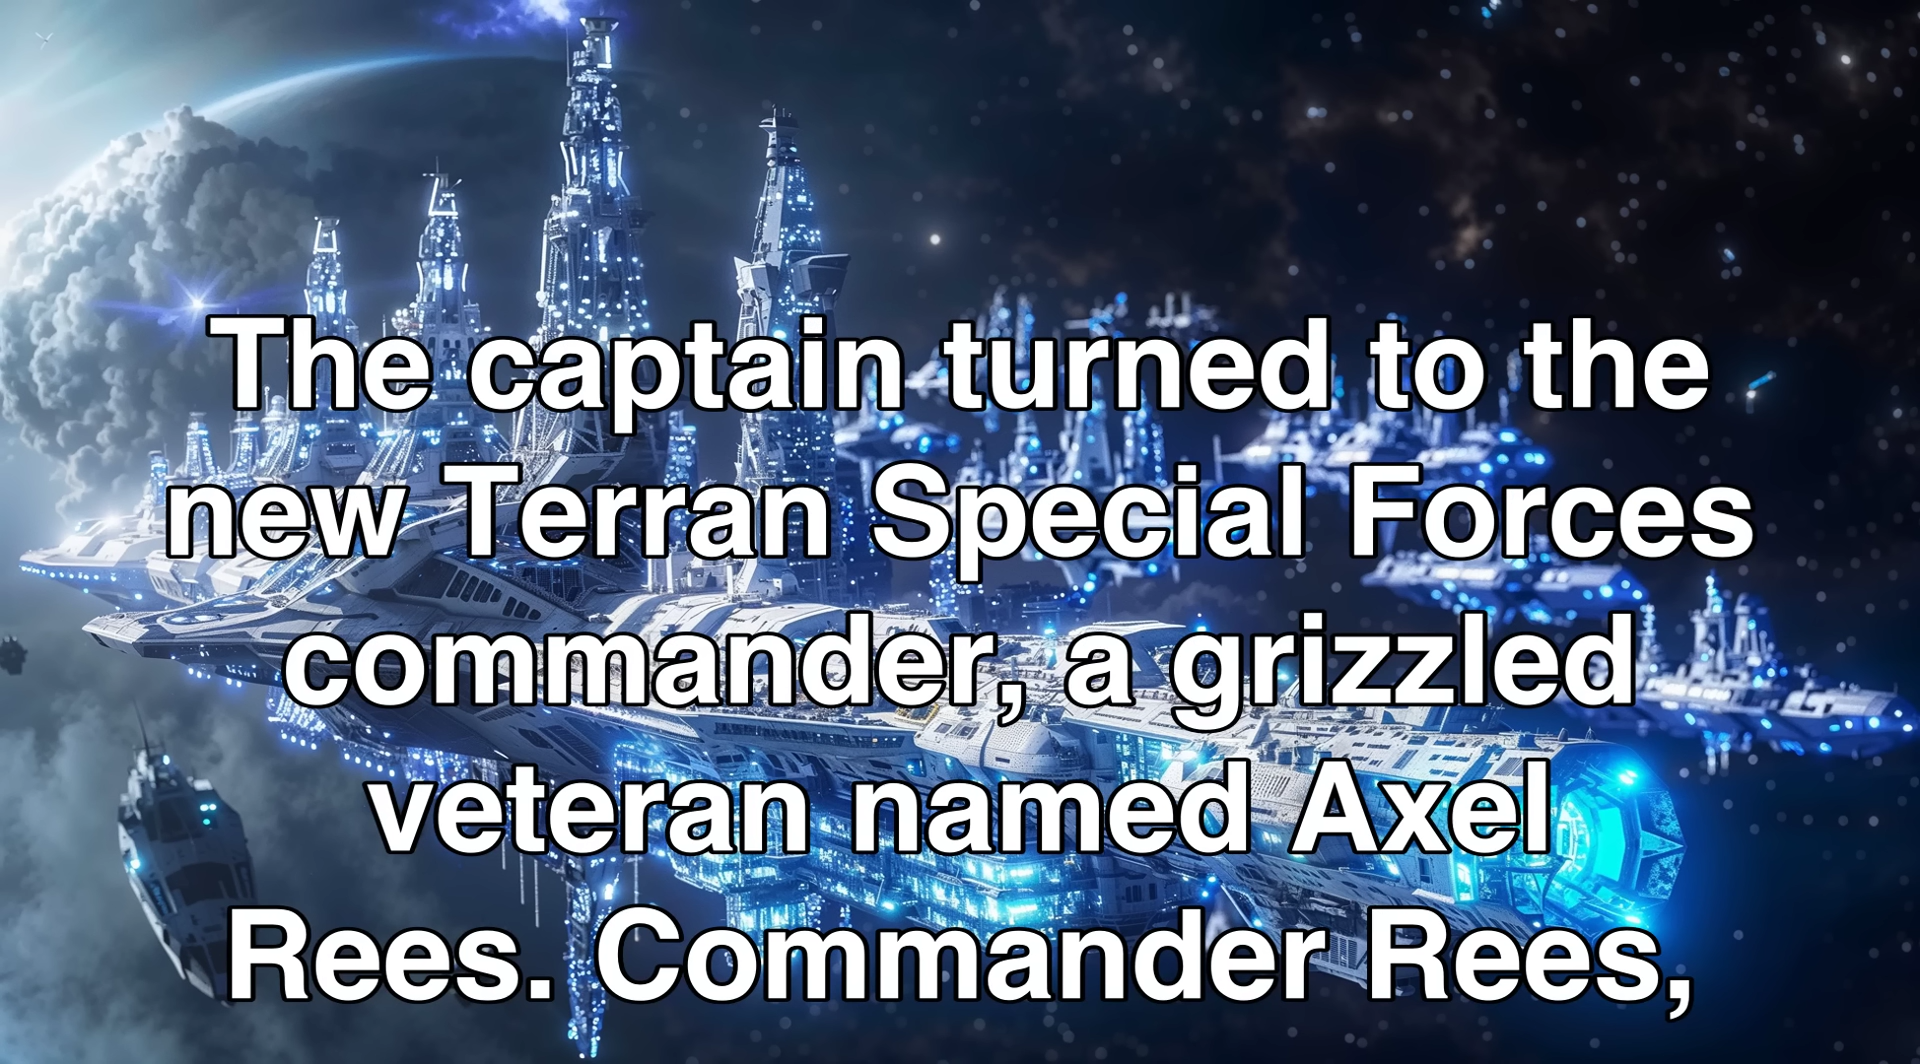 The captain turned to the
new Terran Special Forces
commander, a grizzled
veteran named Axel
Rees. Commander Rees,